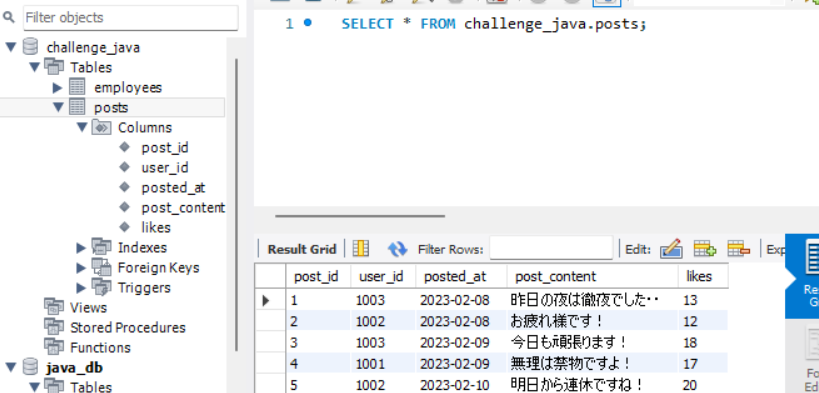 Filter objects
challenge_java
Tables
employees
posts
Columns
post_id
user_id
posted_at
post_content
likes
Indexes
Foreign Keys
Triggers
Views
Stored Procedures
Functions
java_db
Tables
1 SELECT * FROM challenge_java.posts;
Result Grid Filter Rows: Edit: Exp
post_id user_id posted_at post_content likes
1 1003 2023-02-08 昨日の夜は徹夜でした・・ 13
2 1002 2023-02-08 お疲れ様です！ 12
3 1003 2023-02-09 今日も頑張ります！ 18
4 1001 2023-02-09 無理は禁物ですよ！ 17
5 1002 2023-02-10 明日から連休ですね！ 20
Re
G
Fo
Ed